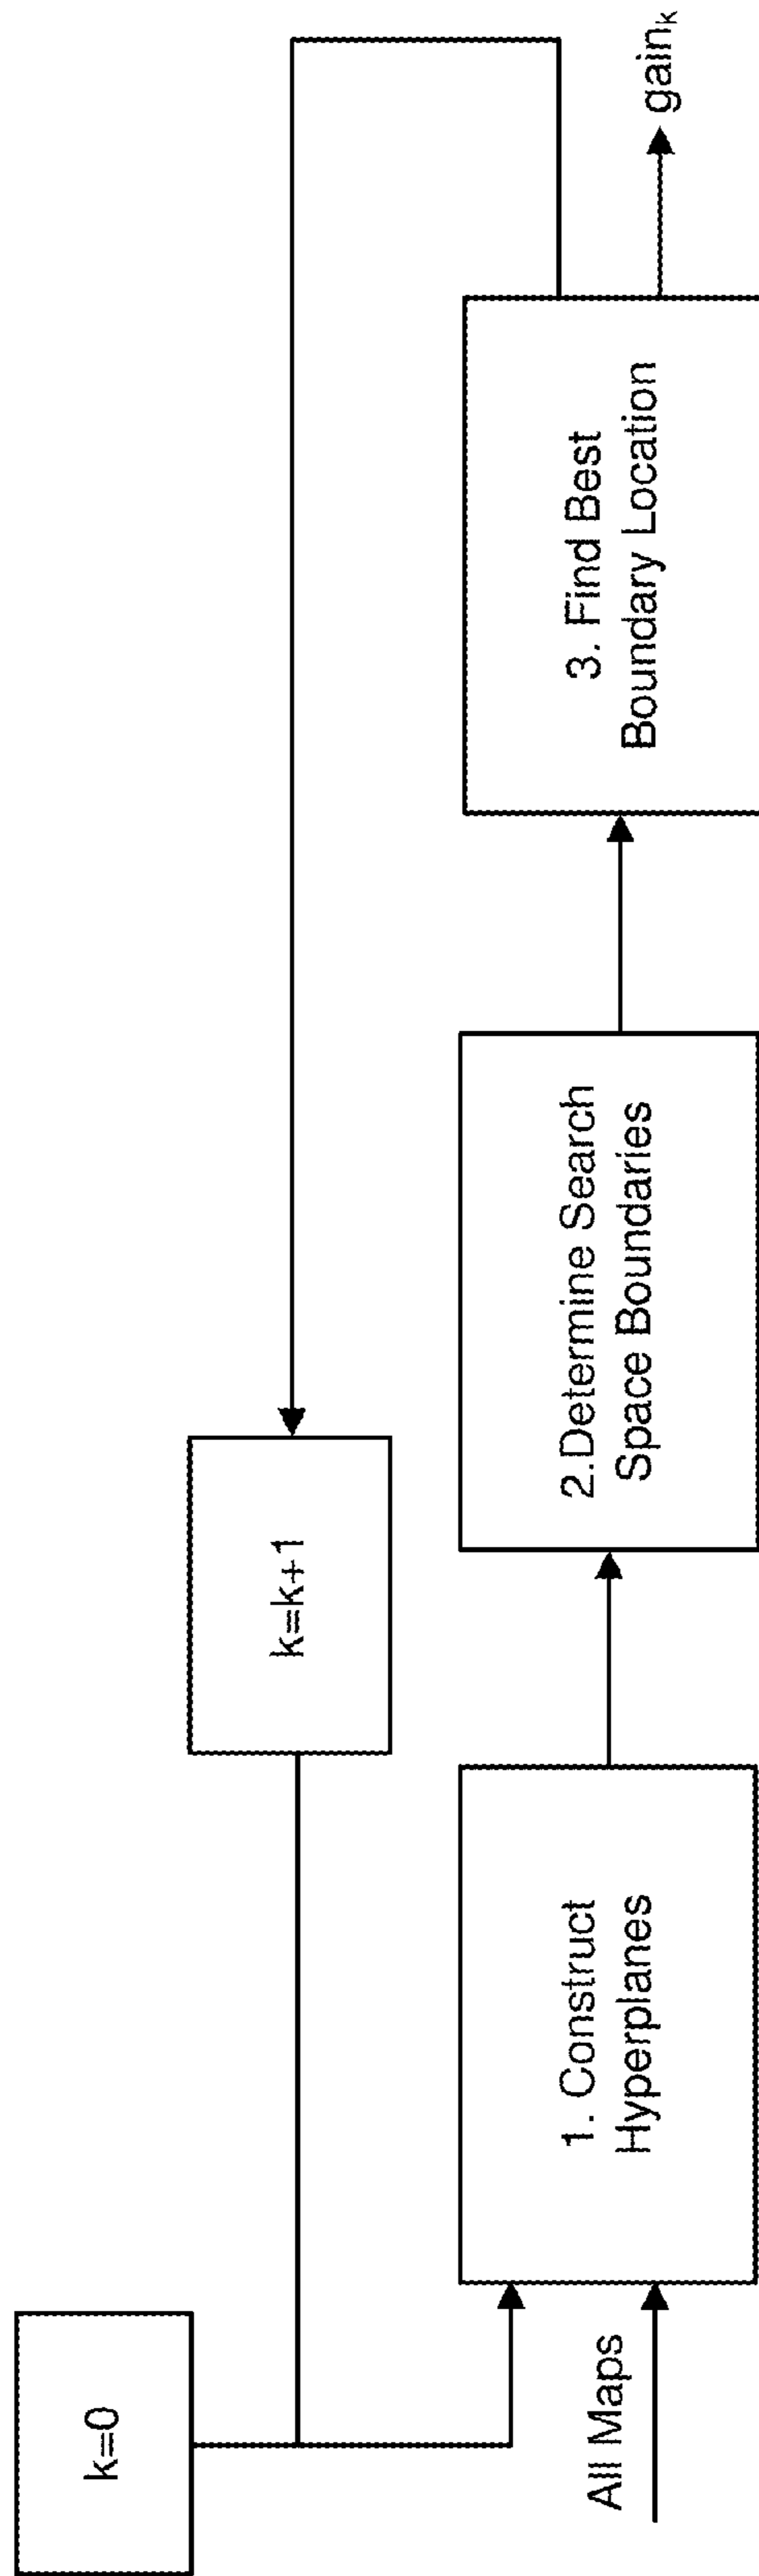 k=0
k=k+1
All Maps
1. Construct
Hyperplanes
2.Determine Search
Space Boundaries
3. Find Best
Boundary Location
gainₖ